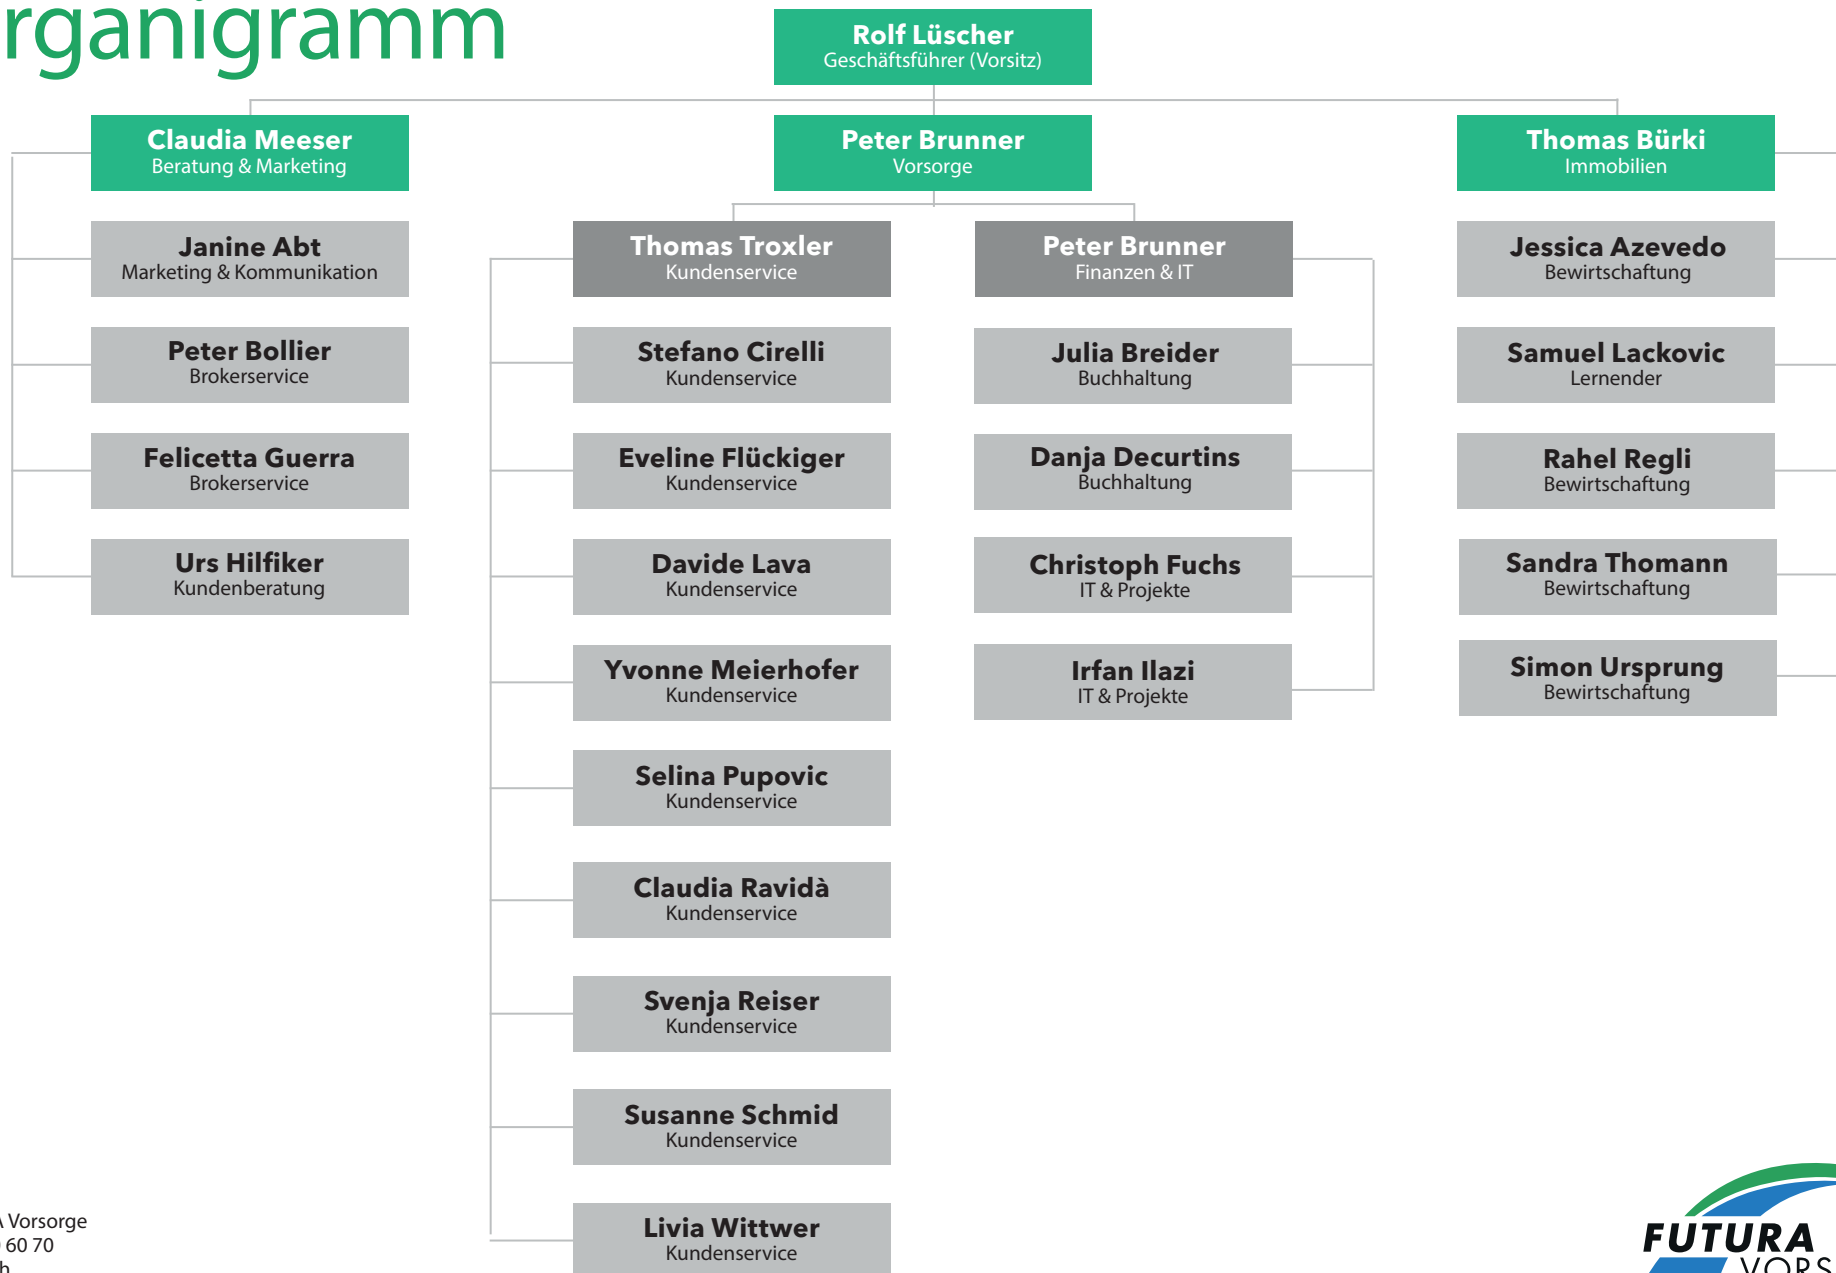 rganigramm
Rolf Lüscher
Geschäftsführer (Vorsitz)
Claudia Meeser
Beratung & Marketing
Janine Abt
Marketing & Kommunikation
Peter Bollier
Brokerservice
Felicetta Guerra
Brokerservice
Urs Hilfiker
Kundenberatung
Peter Brunner
Vorsorge
Thomas Troxler
Kundenservice
Stefano Cirelli
Kundenservice
Eveline Flückiger
Kundenservice
Davide Lava
Kundenservice
Yvonne Meierhofer
Kundenservice
Selina Pupovic
Kundenservice
Claudia Ravidà
Kundenservice
Svenja Reiser
Kundenservice
Susanne Schmid
Kundenservice
Livia Wittwer
Kundenservice
Peter Brunner
Finanzen & IT
Julia Breider
Buchhaltung
Danja Decurtins
Buchhaltung
Christoph Fuchs
IT & Projekte
Irfan Ilazi
IT & Projekte
Thomas Bürki
Immobilien
Jessica Azevedo
Bewirtschaftung
Samuel Lackovic
Lernender
Rahel Regli
Bewirtschaftung
Sandra Thomann
Bewirtschaftung
Simon Ursprung
Bewirtschaftung
A Vorsorge
60 70
h
FUTURA
VORS